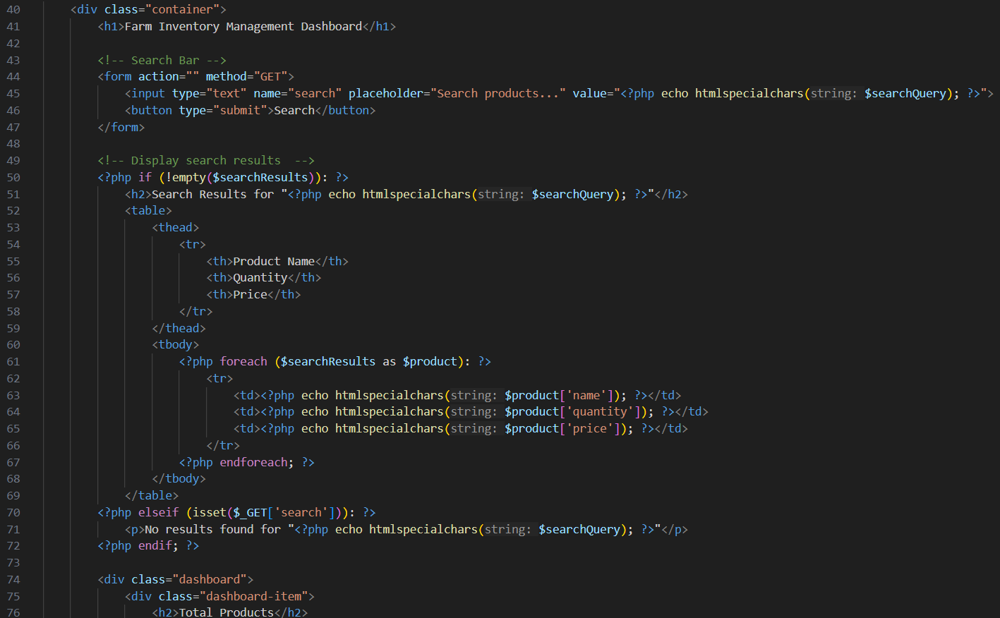 40 <div class="container">
41 <h1>Farm Inventory Management Dashboard</h1>
42
43 <!-- Search Bar -->
44 <form action="" method="GET">
45 <input type="text" name="search" placeholder="Search products..." value="<?php echo htmlspecialchars(string: $searchQuery); ?>">
46 <button type="submit">Search</button>
47 </form>
48
49 <!-- Display search results  -->
50 <?php if (!empty($searchResults)): ?>
51 <h2>Search Results for "<?php echo htmlspecialchars(string: $searchQuery); ?>"</h2>
52 <table>
53 <thead>
54 <tr>
55 <th>Product Name</th>
56 <th>Quantity</th>
57 <th>Price</th>
58 </tr>
59 </thead>
60 <tbody>
61 <?php foreach ($searchResults as $product): ?>
62 <tr>
63 <td><?php echo htmlspecialchars(string: $product['name']); ?></td>
64 <td><?php echo htmlspecialchars(string: $product['quantity']); ?></td>
65 <td><?php echo htmlspecialchars(string: $product['price']); ?></td>
66 </tr>
67 <?php endforeach; ?>
68 </tbody>
69 </table>
70 <?php elseif (isset($_GET['search'])): ?>
71 <p>No results found for "<?php echo htmlspecialchars(string: $searchQuery); ?>"</p>
72 <?php endif; ?>
73
74 <div class="dashboard">
75 <div class="dashboard-item">
76 <h2>Total Products</h2>